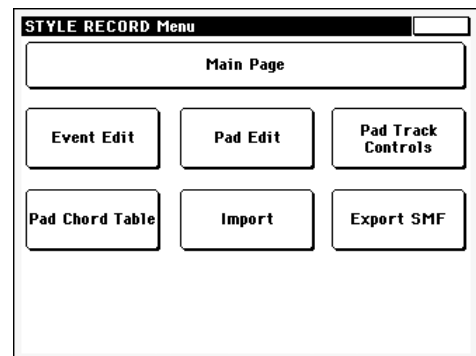 STYLE RECORD Menu
Main Page
Event Edit
Pad Edit
Pad Track
Controls
Pad Chord Table
Import
Export SMF